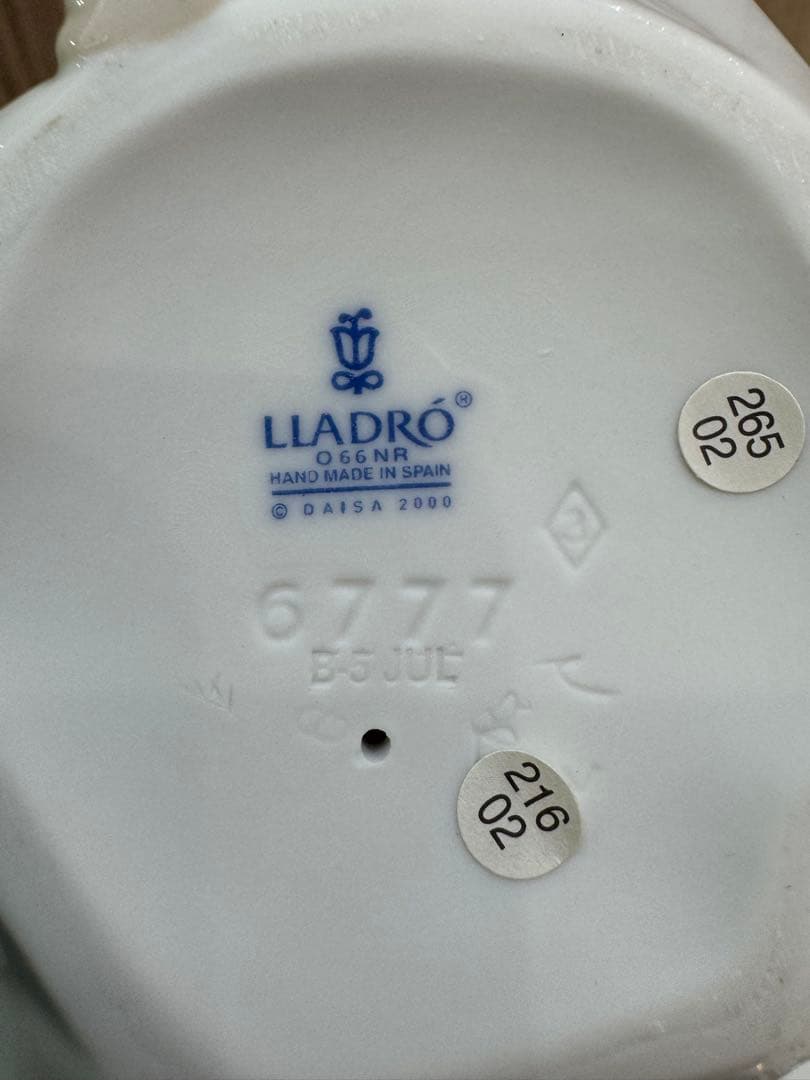 LLADRÓ®
O66NR
HAND MADE IN SPAIN
© DAISA 2000
6777
B-5 JUL
265
02
216
02